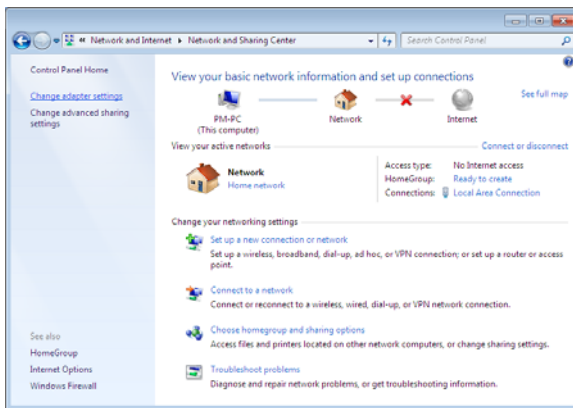 « Network and Internet ▸ Network and Sharing Center
Search Control Panel
Control Panel Home
Change adapter settings
Change advanced sharing
settings
View your basic network information and set up connections
See full map
PM-PC
(This computer)
Network
Internet
View your active networks
Connect or disconnect
Network
Home network
Access type: No Internet access
HomeGroup: Ready to create
Connections: Local Area Connection
Change your networking settings
Set up a new connection or network
Set up a wireless, broadband, dial-up, ad hoc, or VPN connection; or set up a router or access
point.
Connect to a network
Connect or reconnect to a wireless, wired, dial-up, or VPN network connection.
Choose homegroup and sharing options
Access files and printers located on other network computers, or change sharing settings.
Troubleshoot problems
Diagnose and repair network problems, or get troubleshooting information.
See also
HomeGroup
Internet Options
Windows Firewall